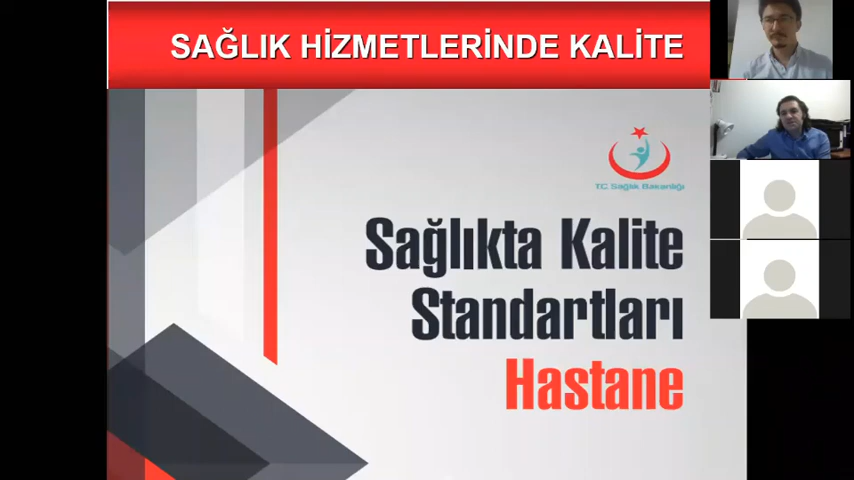 SAĞLIK HİZMETLERİNDE KALİTE
T.C. Sağlık Bakanlığı
Sağlıkta Kalite
Standartları
Hastane